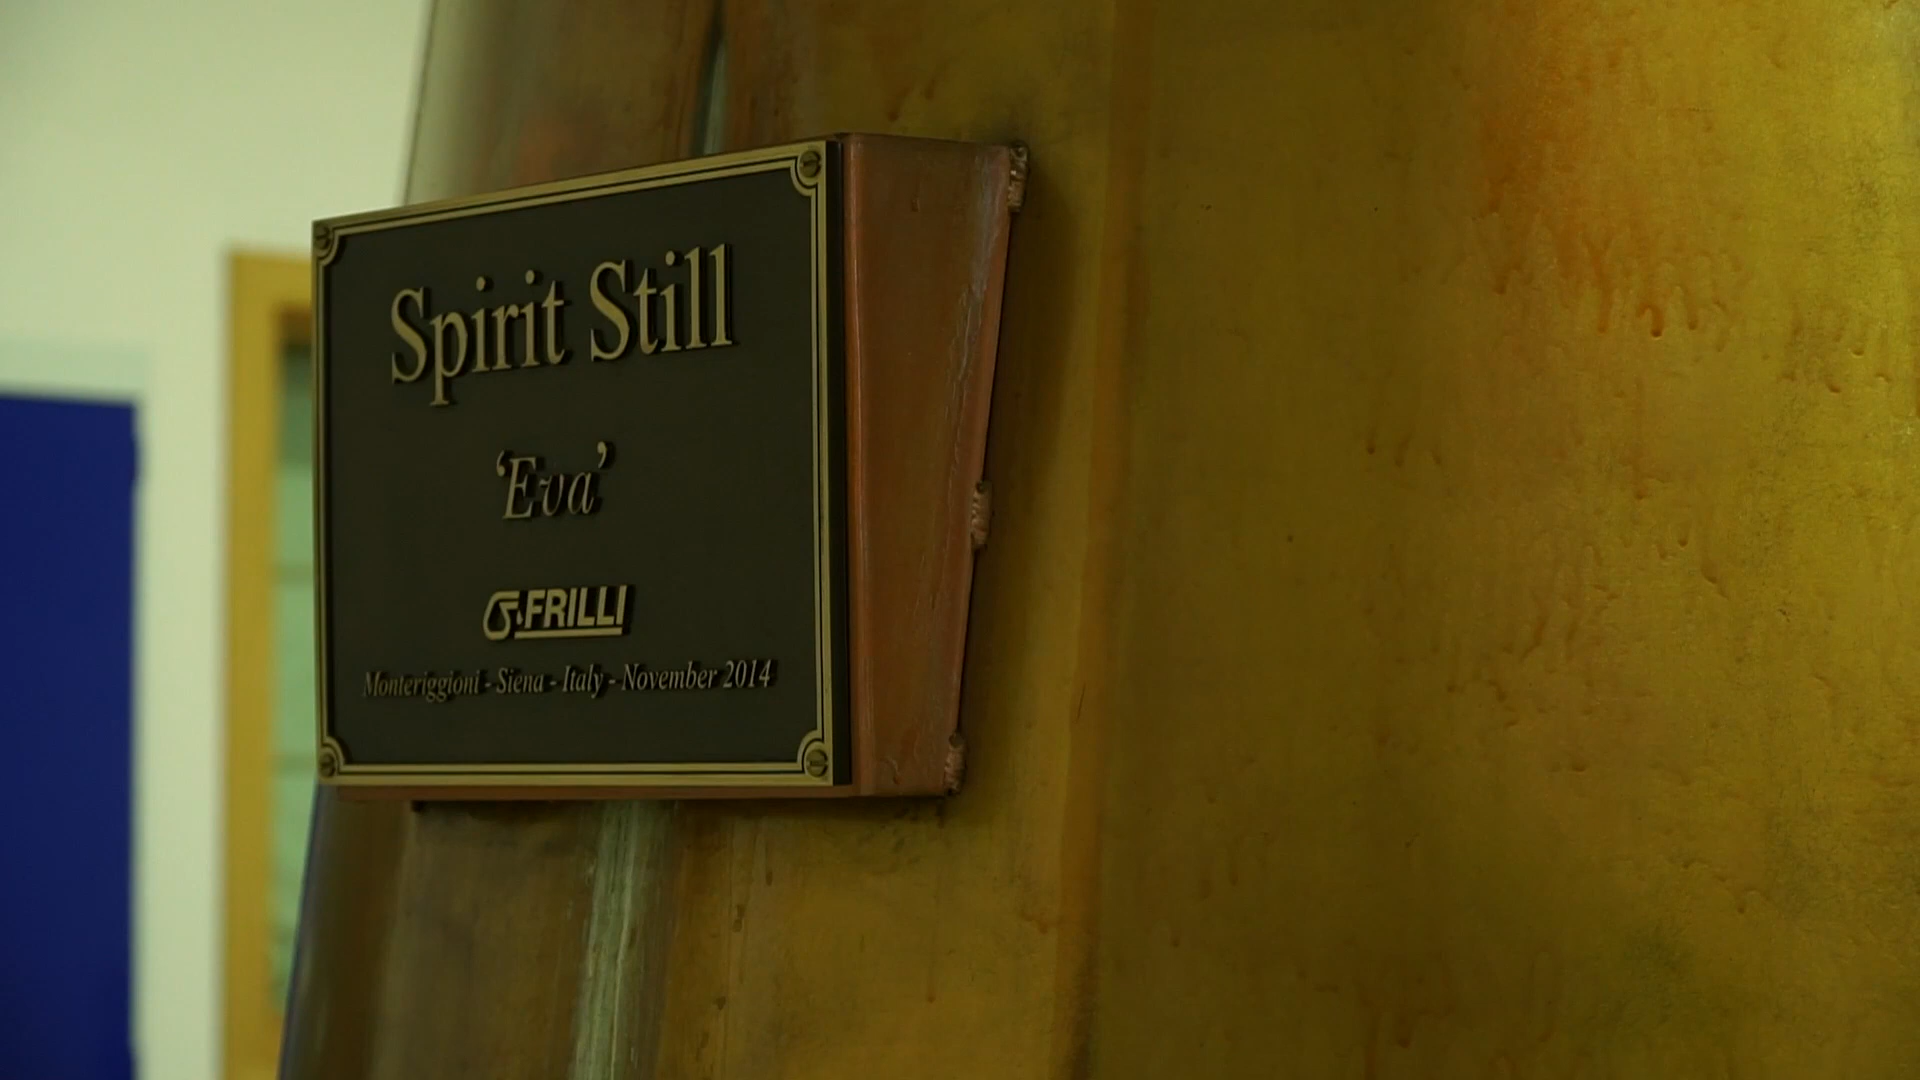 Spirit Still
‘Eva’
FRILLI
Monteriggioni - Siena - Italy - November 2014